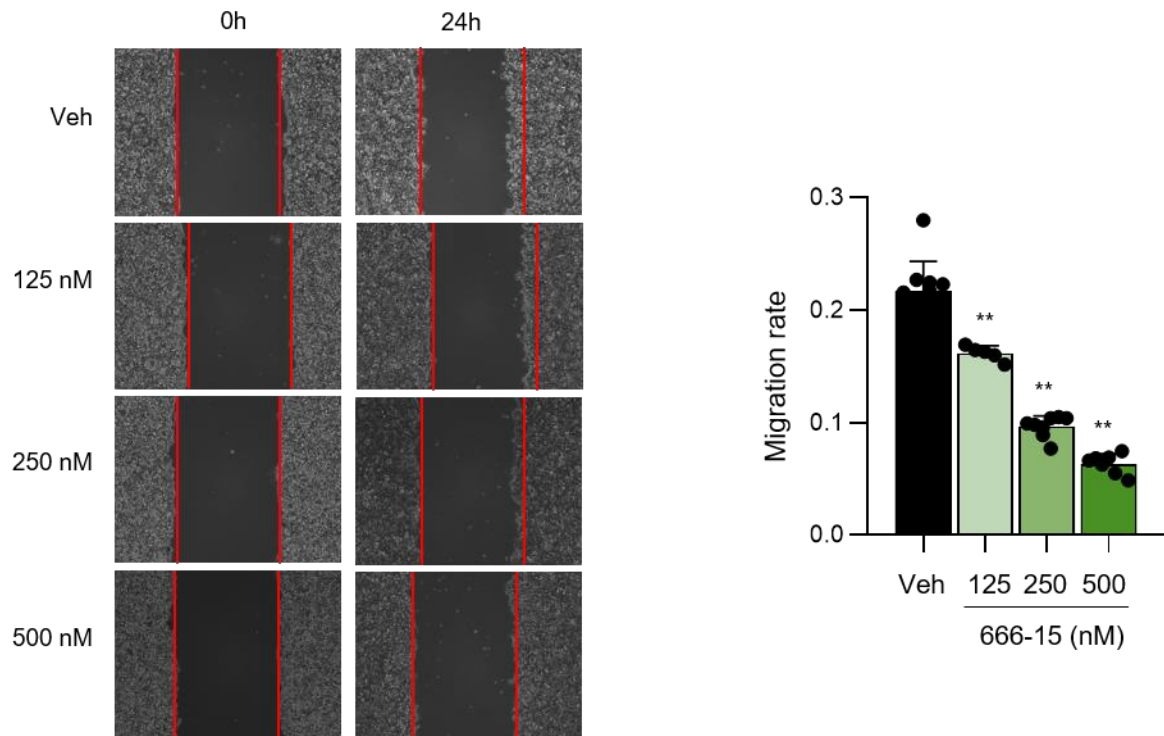 0h 24h
Veh
125 nM
250 nM
500 nM
Migration rate
0.3
0.2
0.1
0.0
**
**
**
Veh 125 250 500
666-15 (nM)